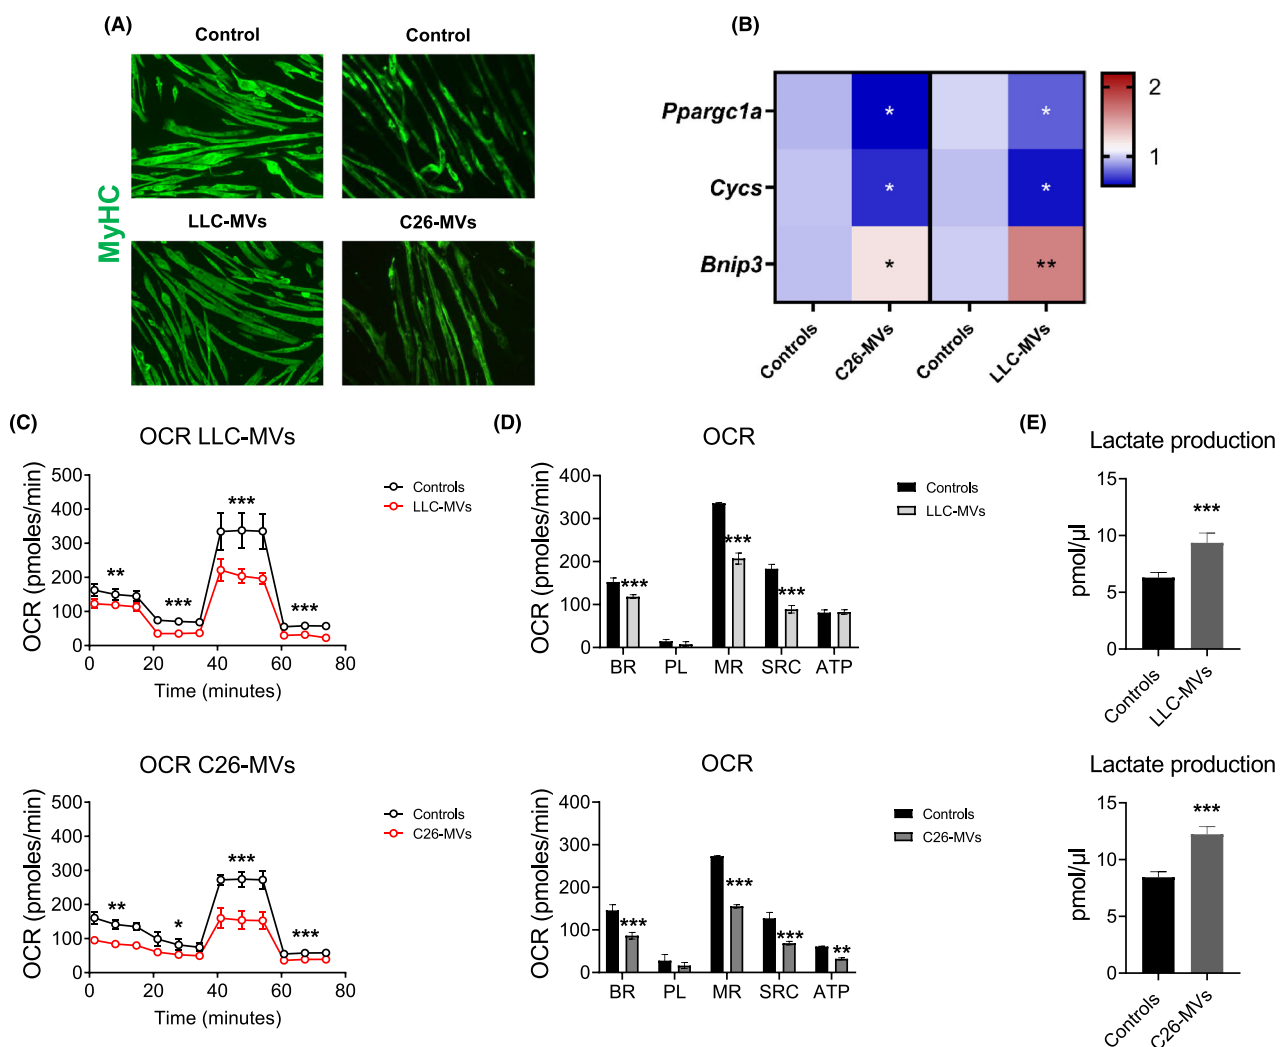 (A)
Control
Control
LLC-MVs
C26-MVs
MyHC
(B)
Ppargc1a
Cycs
Bnip3
* *
* *
* **
Controls
C26-MVs
Controls
LLC-MVs
2
1
(C)
OCR LLC-MVs
OCR (pmoles/min)
500
400
300
200
100
0
** *** *** ***
0 20 40 60 80
Time (minutes)
Controls
LLC-MVs
(D)
OCR
OCR (pmoles/min)
400
300
200
100
0
*** *** ***
BR PL MR SRC ATP
Controls
LLC-MVs
(E)
Lactate production
pmol/µl
15
10
5
0
***
Controls
LLC-MVs
OCR C26-MVs
OCR (pmoles/min)
500
400
300
200
100
0
** * *** ***
0 20 40 60 80
Time (minutes)
Controls
C26-MVs
OCR
OCR (pmoles/min)
400
300
200
100
0
*** *** *** **
BR PL MR SRC ATP
Controls
C26-MVs
Lactate production
pmol/µl
15
10
5
0
***
Controls
C26-MVs